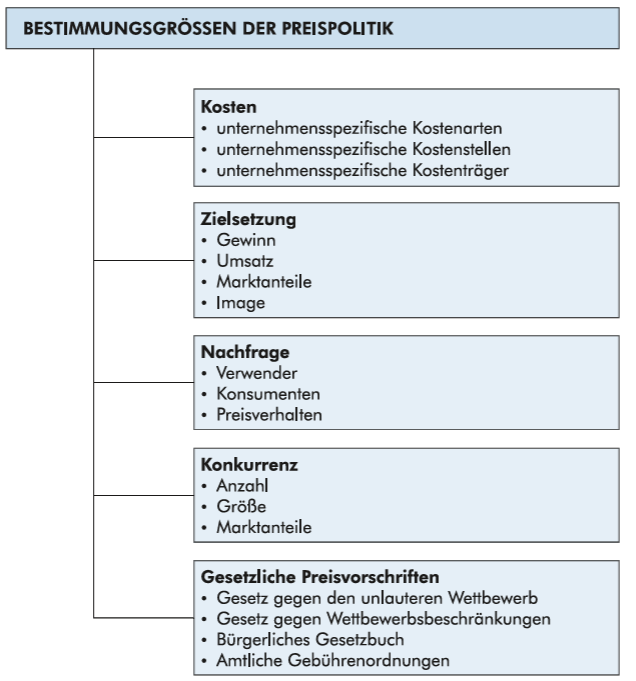 BESTIMMUNGSGRÖSSEN DER PREISPOLITIK
Kosten
• unternehmensspezifische Kostenarten
• unternehmensspezifische Kostenstellen
• unternehmensspezifische Kostenträger
Zielsetzung
• Gewinn
• Umsatz
• Marktanteile
• Image
Nachfrage
• Verwender
• Konsumenten
• Preisverhalten
Konkurrenz
• Anzahl
• Größe
• Marktanteile
Gesetzliche Preisvorschriften
• Gesetz gegen den unlauteren Wettbewerb
• Gesetz gegen Wettbewerbsbeschränkungen
• Bürgerliches Gesetzbuch
• Amtliche Gebührenordnungen